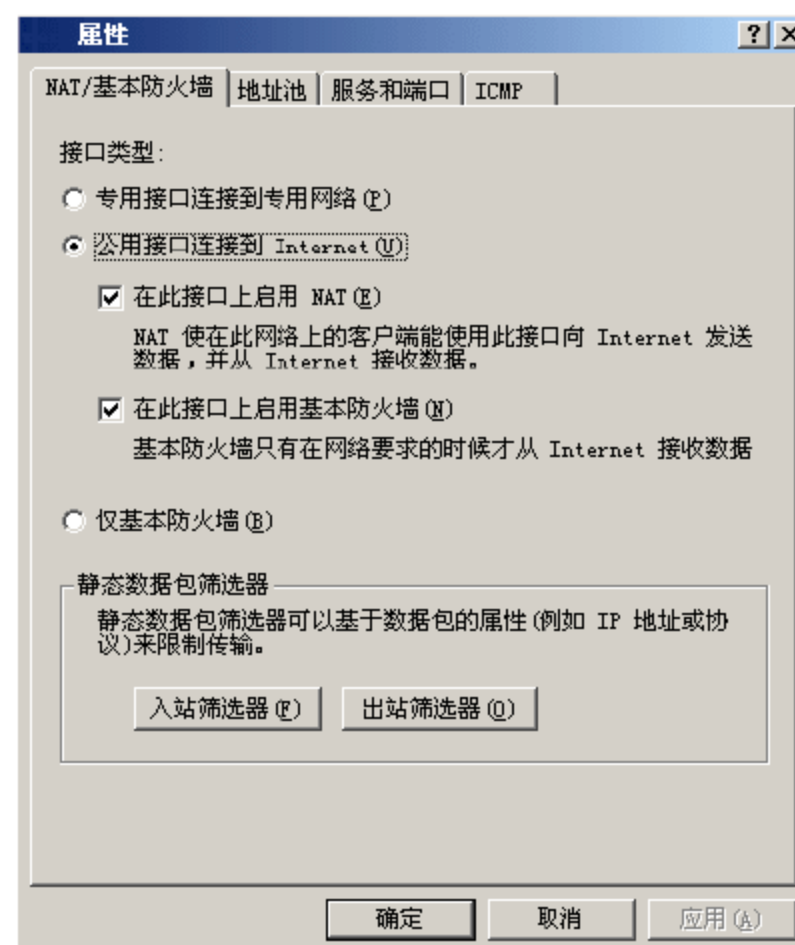 属性
NAT/基本防火墙 地址池 服务和端口 ICMP
接口类型:
专用接口连接到专用网络(P)
公用接口连接到 Internet(U)
在此接口上启用 NAT(E)
NAT 使在此网络上的客户端能使用此接口向 Internet 发送
数据，并从 Internet 接收数据。
在此接口上启用基本防火墙(N)
基本防火墙只有在网络要求的时候才从 Internet 接收数据
仅基本防火墙(B)
静态数据包筛选器
静态数据包筛选器可以基于数据包的属性(例如 IP 地址或协
议)来限制传输。
入站筛选器(F) 出站筛选器(O)
确定 取消 应用(A)